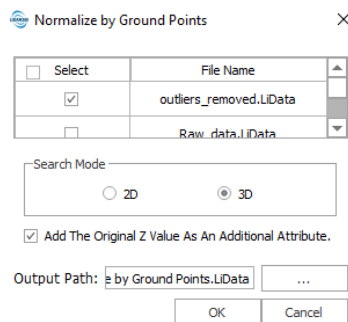 Normalize by Ground Points
Select File Name
outliers_removed.LiData
Raw_data.LiData
Search Mode
2D 3D
Add The Original Z Value As An Additional Attribute.
Output Path: by Ground Points.LiData ...
OK Cancel